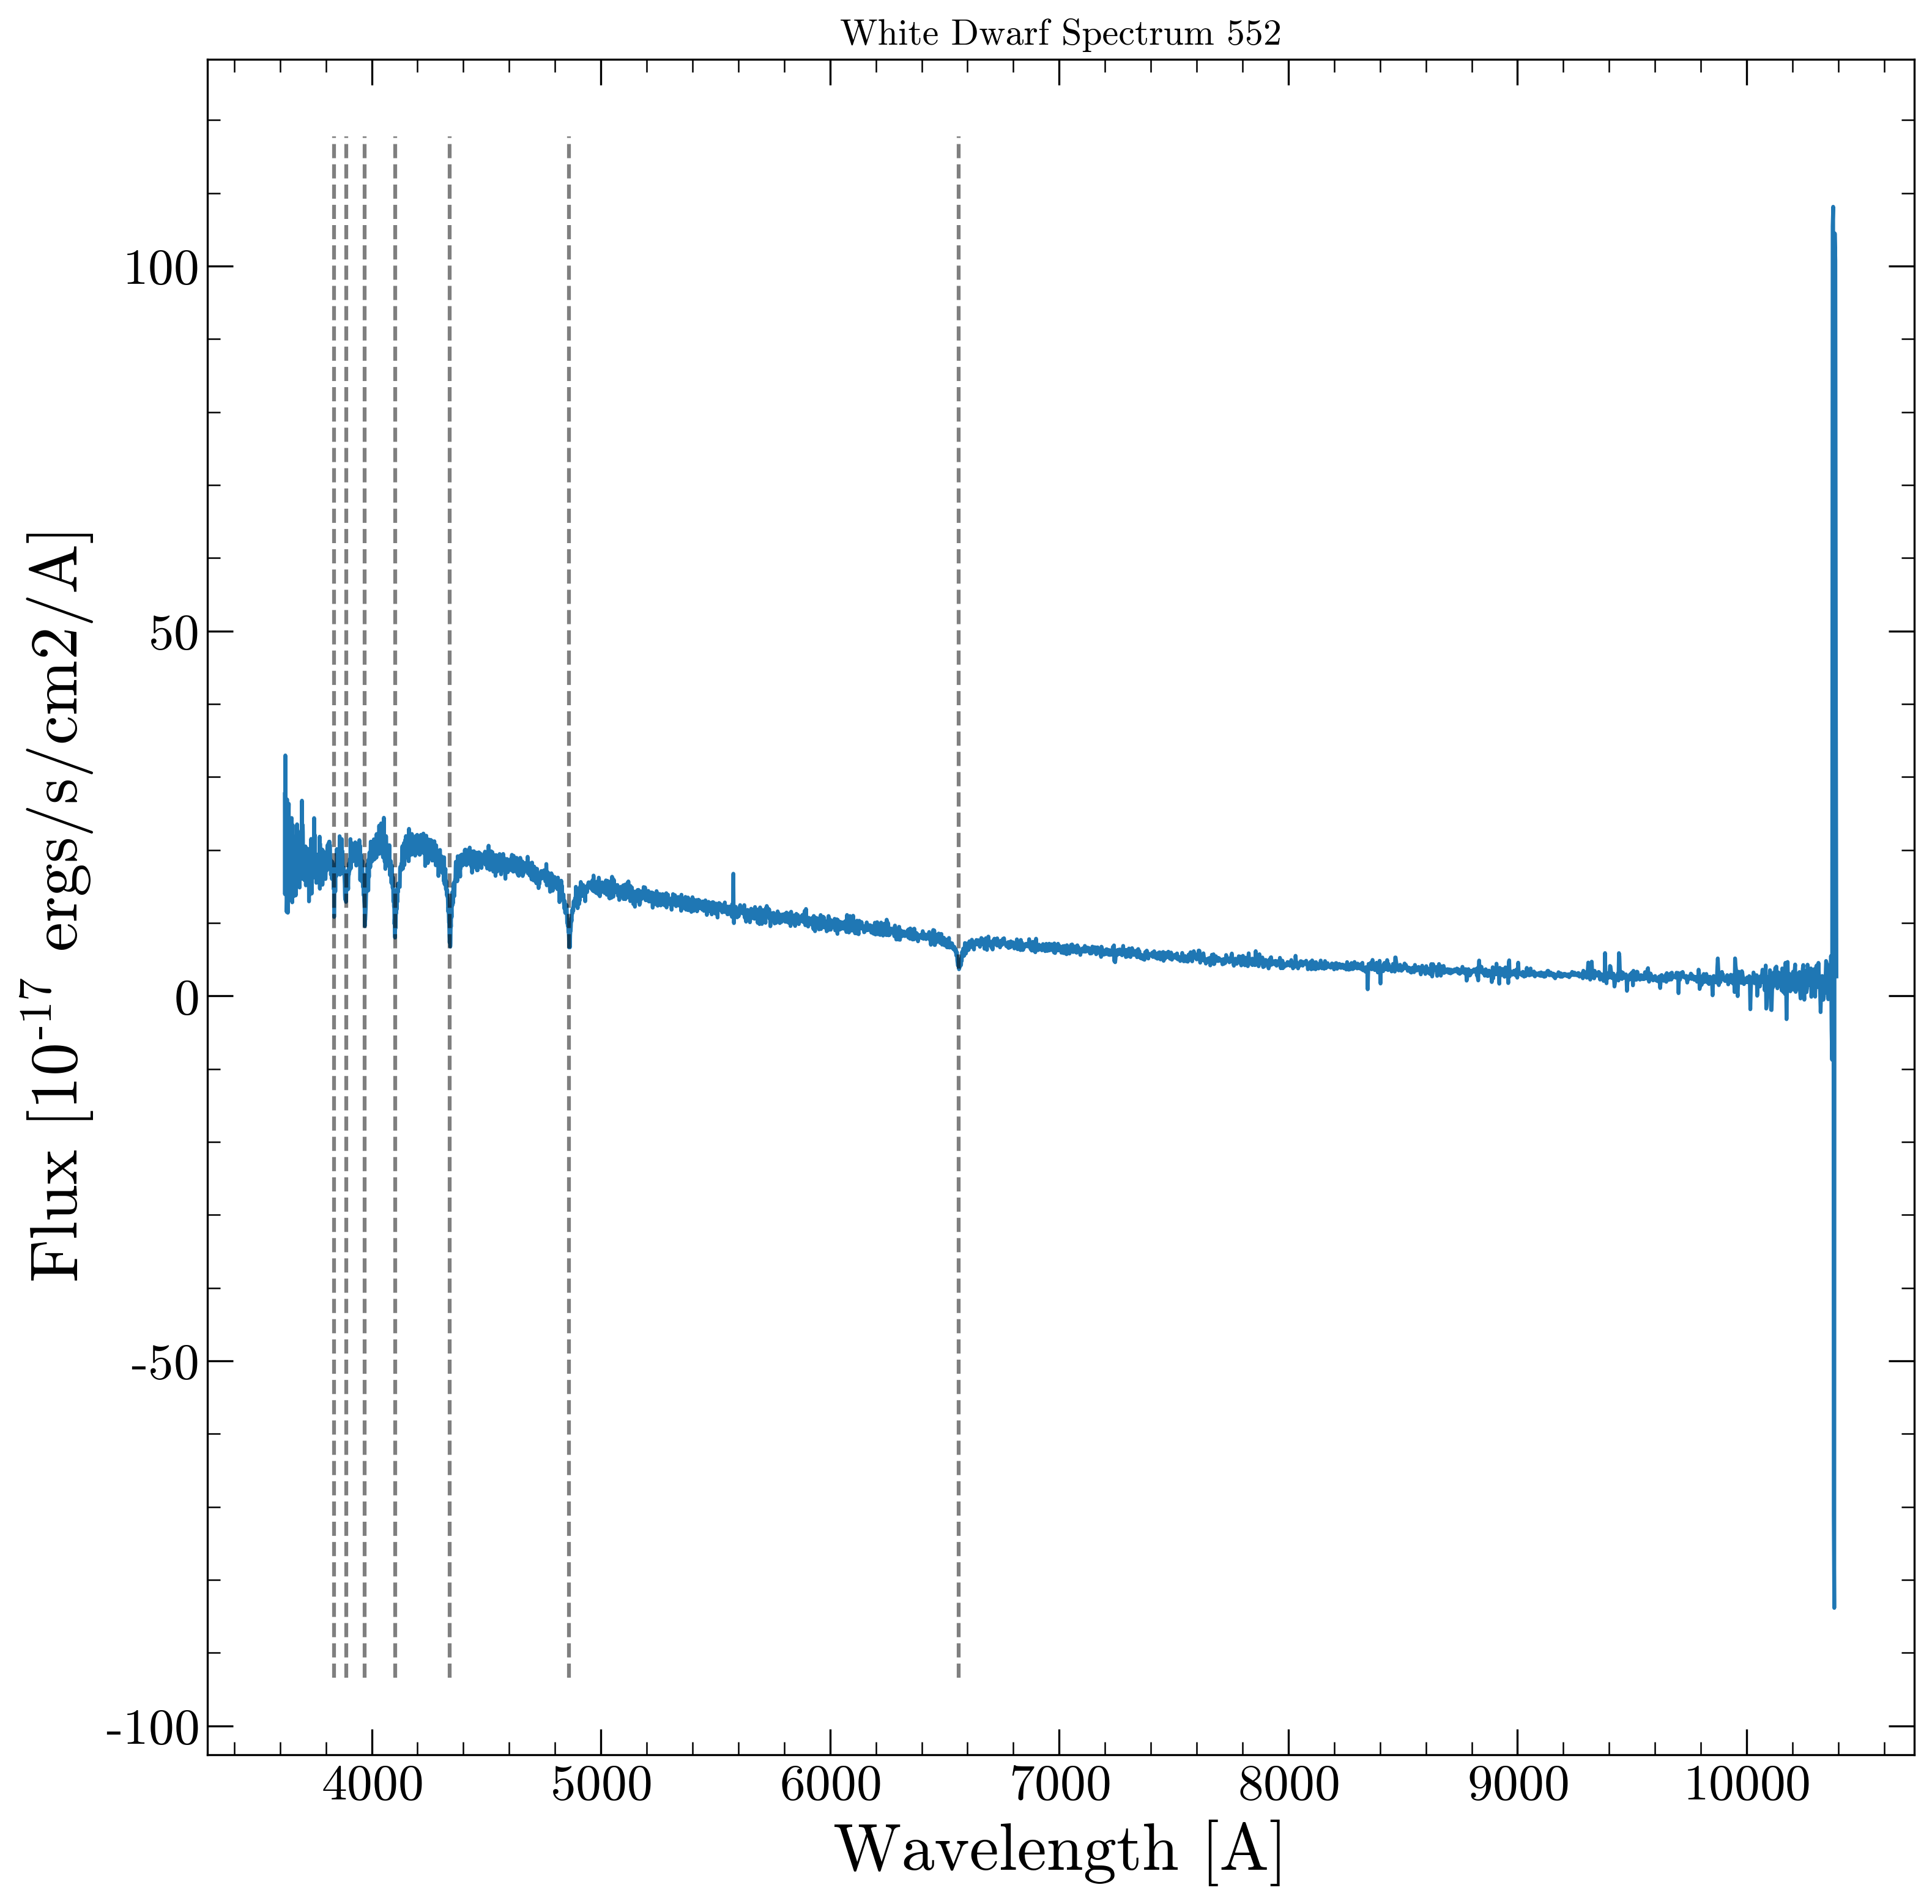 White Dwarf Spectrum 552
Flux [10-17 ergs/s/cm2/A]
100
50
0
-50
-100
4000 5000 6000 7000 8000 9000 10000
Wavelength [A]